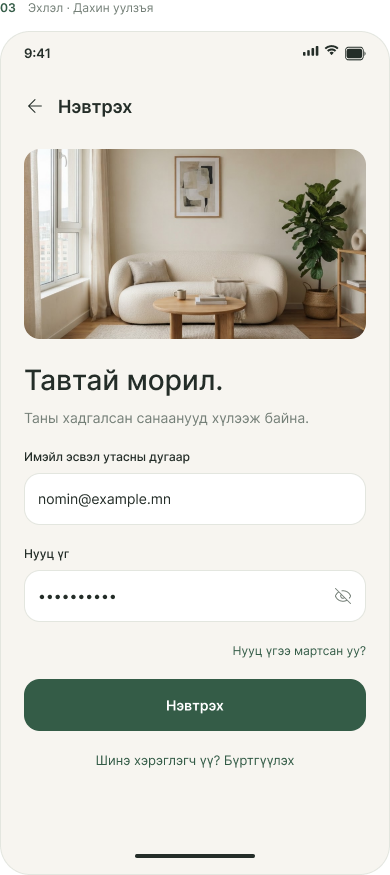 03 Эхлэл · Дахин уулзъя
9:41
Нэвтрэх
Тавтай морил.
Таны хадгалсан санаанууд хүлээж байна.
Имэйл эсвэл утасны дугаар
nomin@example.mn
Нууц үг
••••••••••
Нууц үгээ мартсан уу?
Нэвтрэх
Шинэ хэрэглэгч үү? Бүртгүүлэх